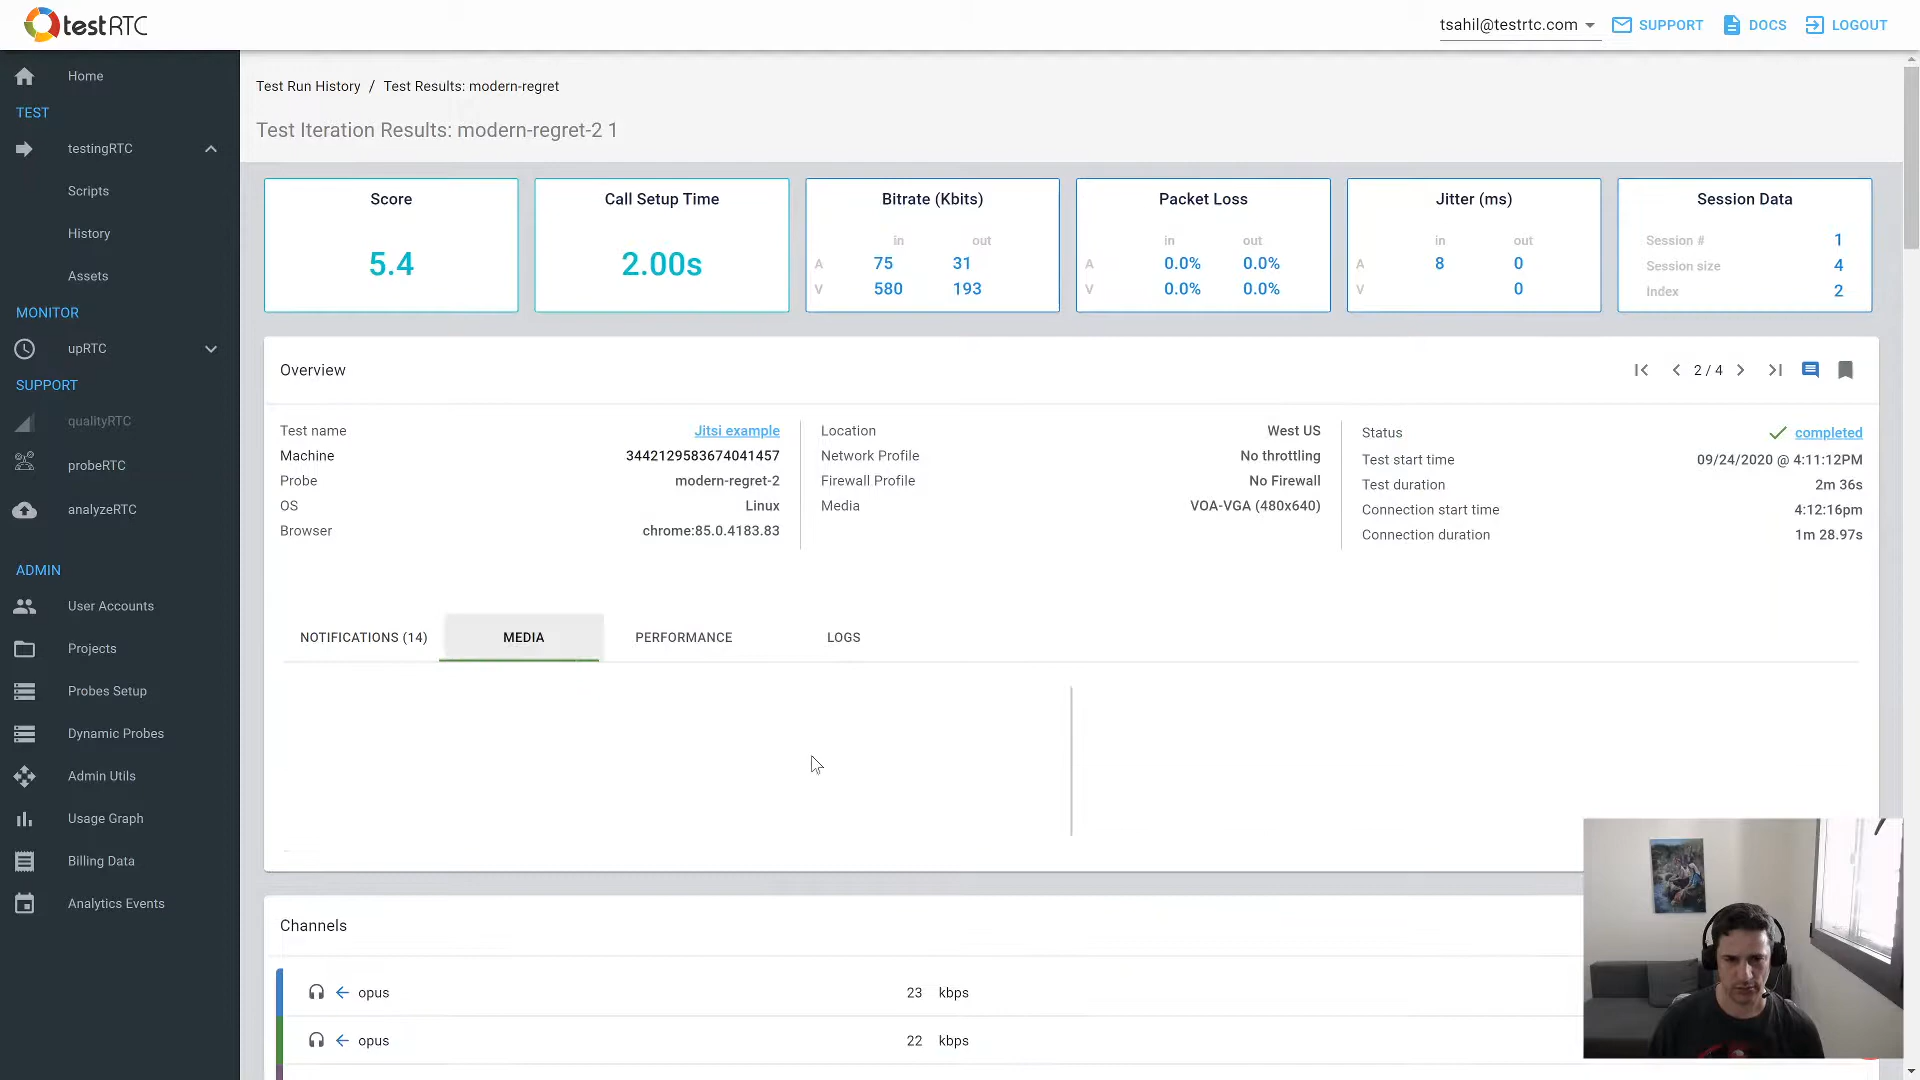 testRTC
tsahil@testrtc.com
SUPPORT
DOCS
LOGOUT
Home
TEST
testingRTC
Scripts
History
Assets
MONITOR
upRTC
SUPPORT
qualityRTC
probeRTC
analyzeRTC
ADMIN
User Accounts
Projects
Probes Setup
Dynamic Probes
Admin Utils
Usage Graph
Billing Data
Analytics Events
Test Run History / Test Results: modern-regret
Test Iteration Results: modern-regret-2 1
Score
5.4
Call Setup Time
2.00s
Bitrate (Kbits)
in out
A 75 31
V 580 193
Packet Loss
in out
A 0.0% 0.0%
V 0.0% 0.0%
Jitter (ms)
in out
A 8 0
V 0
Session Data
Session # 1
Session size 4
Index 2
Overview
2 / 4
Test name Jitsi example
Machine 3442129583674041457
Probe modern-regret-2
OS Linux
Browser chrome:85.0.4183.83
Location West US
Network Profile No throttling
Firewall Profile No Firewall
Media VOA-VGA (480x640)
Status completed
Test start time 09/24/2020 @ 4:11:12PM
Test duration 2m 36s
Connection start time 4:12:16pm
Connection duration 1m 28.97s
NOTIFICATIONS (14)
MEDIA
PERFORMANCE
LOGS
Channels
opus 23 kbps
opus 22 kbps